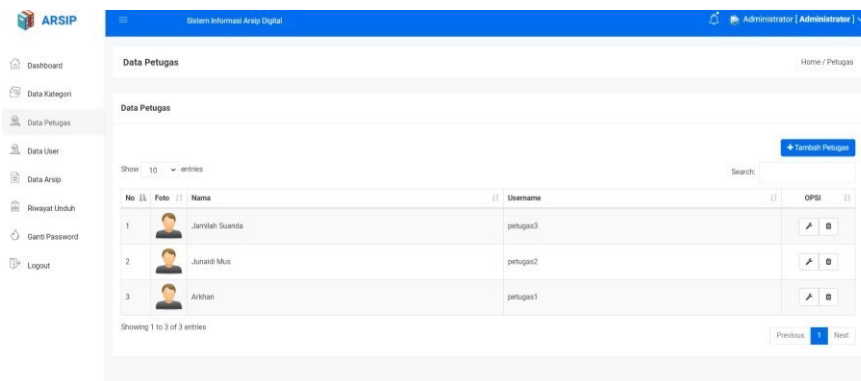 ARSIP
Sistem Informasi Arsip Digital
Administrator [ Administrator ]
Dashboard
Data Kategori
Data Petugas
Data User
Data Arsip
Riwayat Unduh
Ganti Password
Logout
Data Petugas
Home / Petugas
Data Petugas
+Tambah Petugas
Show 10 entries
Search:
No Foto Nama Username OPSI
1 Jamilah Suanda petugas3
2 Junaidi Mus petugas2
3 Arkhan petugas1
Showing 1 to 3 of 3 entries
Previous 1 Next